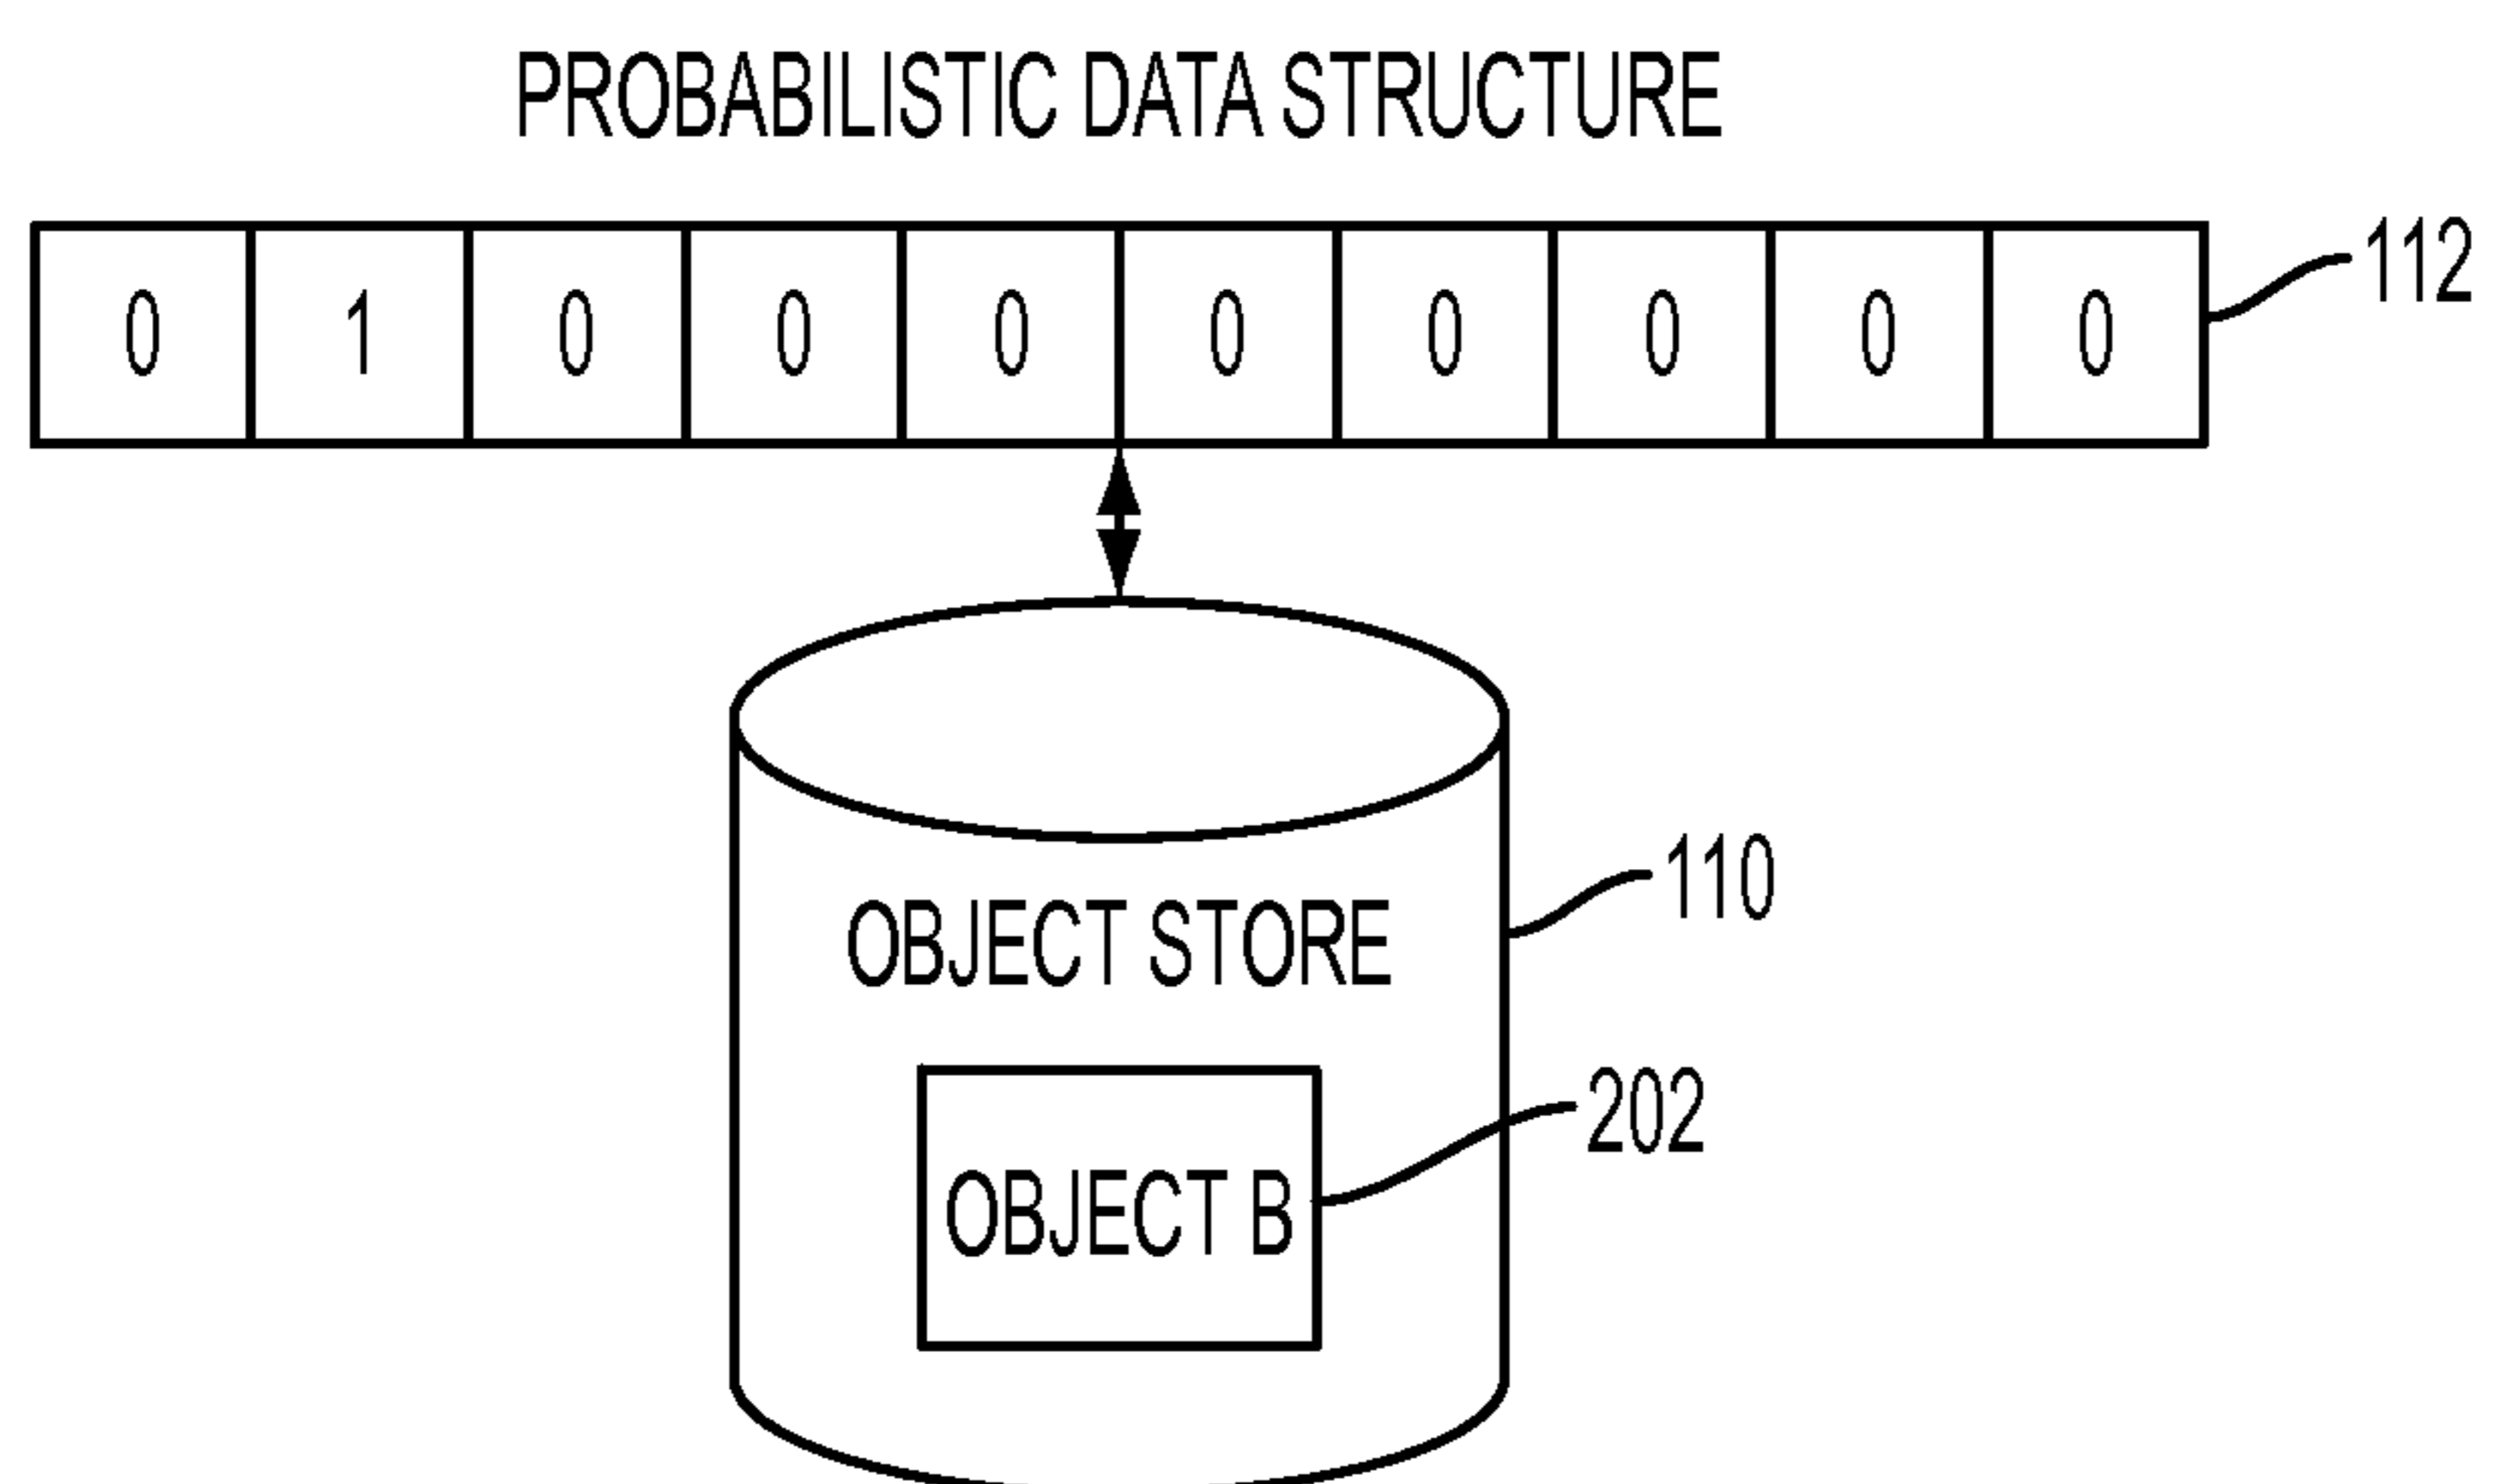 PROBABILISTIC DATA STRUCTURE
0 1 0 0 0 0 0 0 0 0
112
OBJECT STORE
110
OBJECT B
202